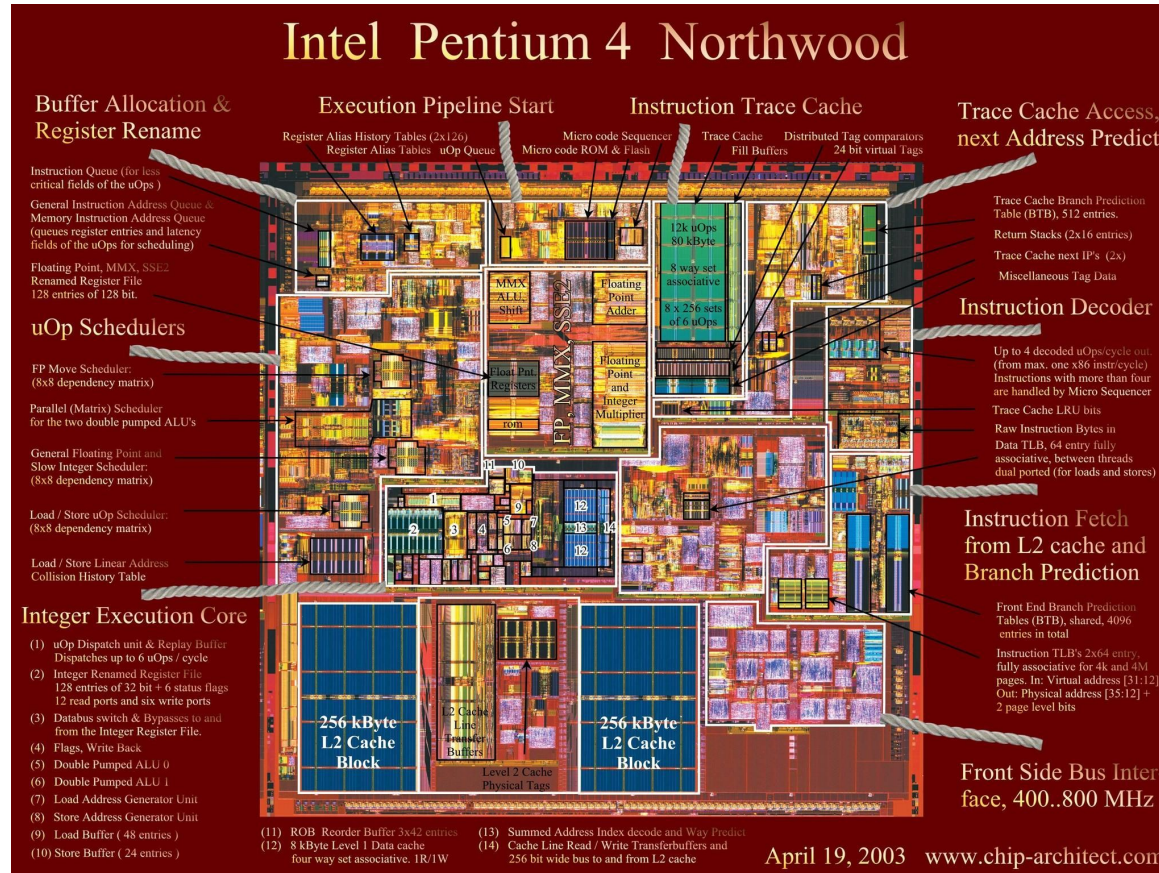 Intel Pentium 4 Northwood
Buffer Allocation &
Register Rename
Execution Pipeline Start
Instruction Trace Cache
Trace Cache Access,
next Address Predict
Register Alias History Tables (2x126)
Register Alias Tables
uOp Queue
Micro code Sequencer
Micro code ROM & Flash
Trace Cache
Fill Buffers
Distributed Tag comparators
24 bit virtual Tags
Instruction Queue (for less
critical fields of the uOps )
General Instruction Address Queue &
Memory Instruction Address Queue
(queues register entries and latency
fields of the uOps for scheduling)
Floating Point, MMX, SSE2
Renamed Register File
128 entries of 128 bit.
uOp Schedulers
FP Move Scheduler:
(8x8 dependency matrix)
Parallel (Matrix) Scheduler
for the two double pumped ALU's
General Floating Point and
Slow Integer Scheduler:
(8x8 dependency matrix)
Load / Store uOp Scheduler:
(8x8 dependency matrix)
Load / Store Linear Address
Collision History Table
Integer Execution Core
(1) uOp Dispatch unit & Replay Buffer
Dispatches up to 6 uOps / cycle
(2) Integer Renamed Register File
128 entries of 32 bit + 6 status flags
12 read ports and six write ports
(3) Databus switch & Bypasses to and
from the Integer Register File.
(4) Flags, Write Back
(5) Double Pumped ALU 0
(6) Double Pumped ALU 1
(7) Load Address Generator Unit
(8) Store Address Generator Unit
(9) Load Buffer ( 48 entries )
(10) Store Buffer ( 24 entries )
12k uOps
80 kByte
8 way set
associative
8 x 256 sets
of 6 uOps
MMX
ALU,
Shift
FP, MMX, SSE2
Floating
Point
Adder
Float Pnt.
Registers
rom
Floating
Point
and
Integer
Multiplier
11
10
1
9
12
2
3
4
5
7
13
14
6
8
12
256 kByte
L2 Cache
Block
L2 Cache
Line
Transfer
Buffers
Level 2 Cache
Physical Tags
256 kByte
L2 Cache
Block
Trace Cache Branch Prediction
Table (BTB), 512 entries.
Return Stacks (2x16 entries)
Trace Cache next IP's (2x)
Miscellaneous Tag Data
Instruction Decoder
Up to 4 decoded uOps/cycle out.
(from max. one x86 instr/cycle)
Instructions with more than four
are handled by Micro Sequencer
Trace Cache LRU bits
Raw Instruction Bytes in
Data TLB, 64 entry fully
associative, between threads
dual ported (for loads and stores)
Instruction Fetch
from L2 cache and
Branch Prediction
Front End Branch Prediction
Tables (BTB), shared, 4096
entries in total
Instruction TLB's 2x64 entry,
fully associative for 4k and 4M
pages. In: Virtual address [31:12]
Out: Physical address [35:12] +
2 page level bits
Front Side Bus Inter
face, 400..800 MHz
(11) ROB Reorder Buffer 3x42 entries
(12) 8 kByte Level 1 Data cache
four way set associative. 1R/1W
(13) Summed Address Index decode and Way Predict
(14) Cache Line Read / Write Transferbuffers and
256 bit wide bus to and from L2 cache
April 19, 2003 www.chip-architect.com